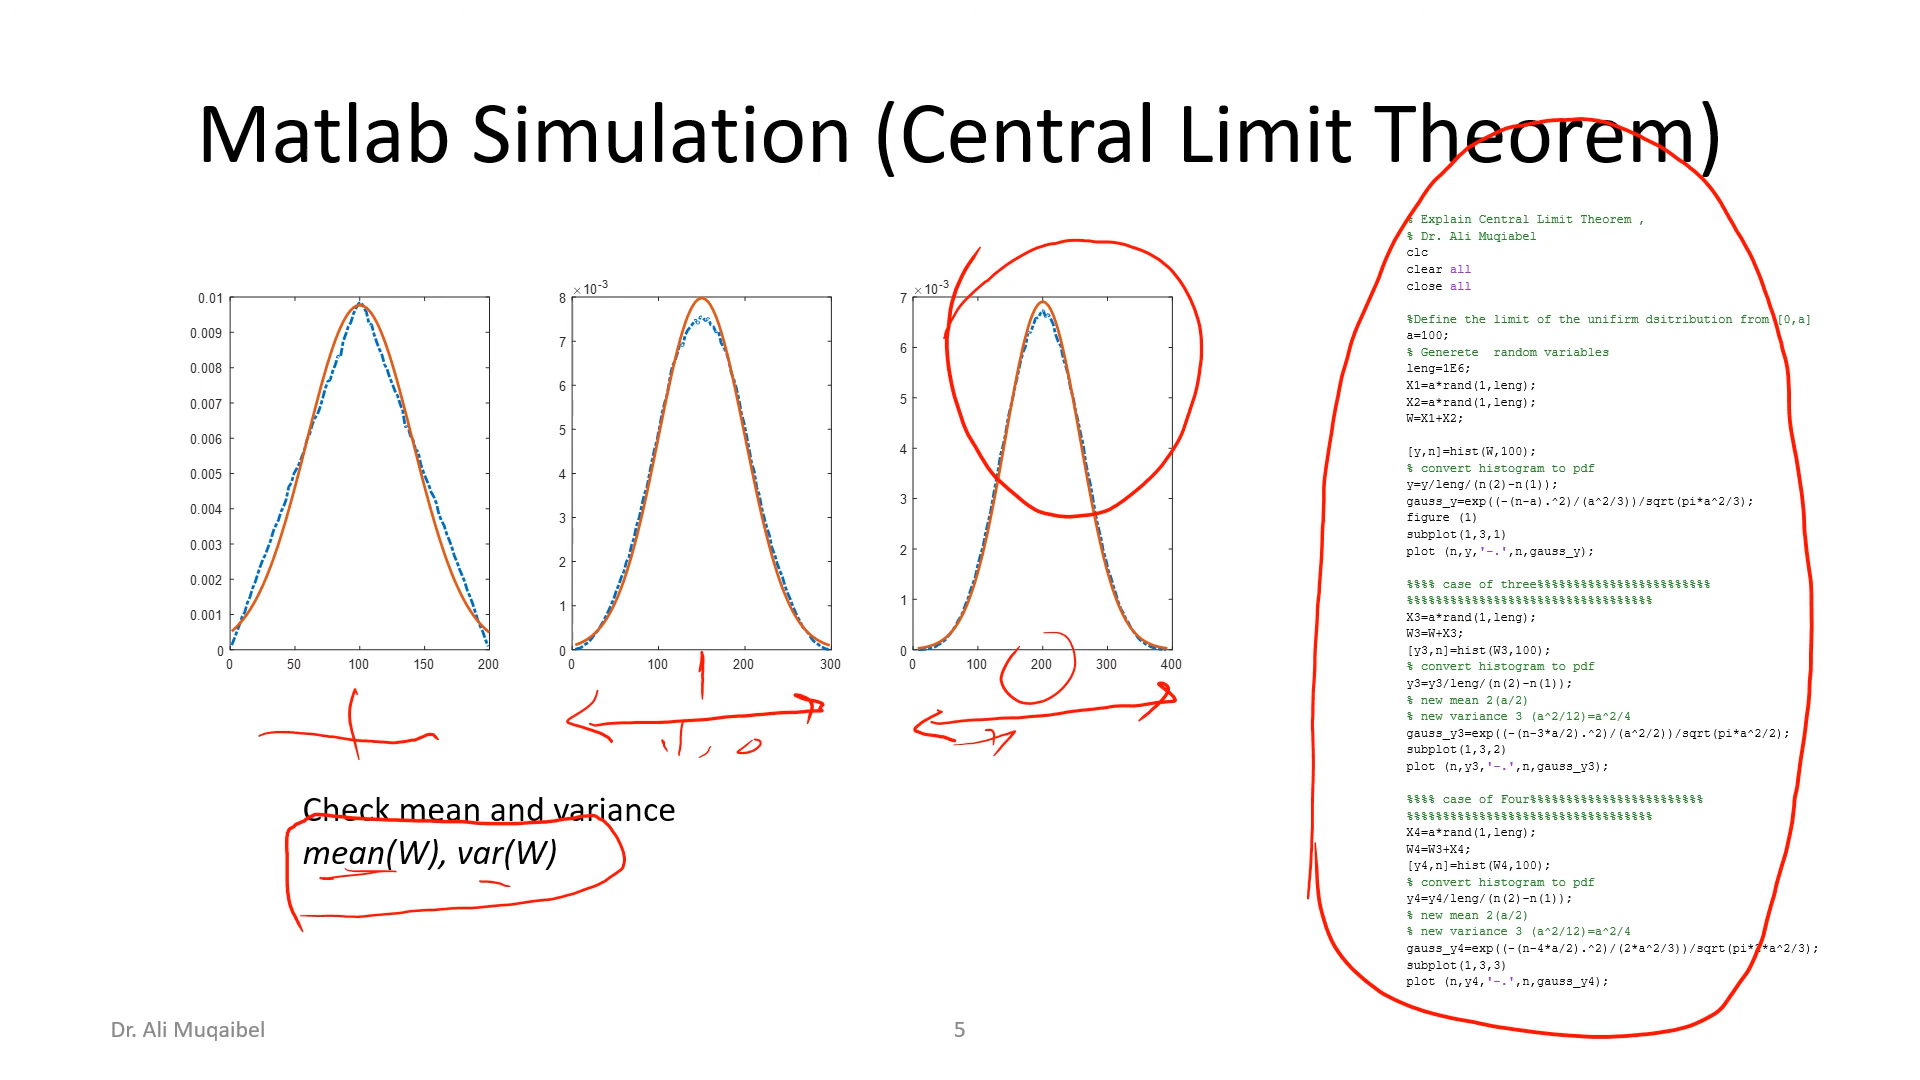 Matlab Simulation (Central Limit Theorem)
0.01
0.009
0.008
0.007
0.006
0.005
0.004
0.003
0.002
0.001
0
0 50 100 150 200
8 ×10^-3
7
6
5
4
3
2
1
0
0 100 200 300
7 ×10^-3
6
5
4
3
2
1
0
0 100 200 300 400
Check mean and variance
mean(W), var(W)
% Explain Central Limit Theorem ,
% Dr. Ali Muqiabel
clc
clear all
close all
%Define the limit of the unifirm dsitribution from [0,a]
a=100;
% Generete  random variables
leng=1E6;
X1=a*rand(1,leng);
X2=a*rand(1,leng);
W=X1+X2;
[y,n]=hist(W,100);
% convert histogram to pdf
y=y/leng/(n(2)-n(1));
gauss_y=exp((-(n-a).^2)/(a^2/3))/sqrt(pi*a^2/3);
figure (1)
subplot(1,3,1)
plot (n,y,'-.',n,gauss_y);
%%%% case of three%%%%%%%%%%%%%%%%%%%%%%%%
%%%%%%%%%%%%%%%%%%%%%%%%%%%%%%%%%%
X3=a*rand(1,leng);
W3=W+X3;
[y3,n]=hist(W3,100);
% convert histogram to pdf
y3=y3/leng/(n(2)-n(1));
% new mean 2(a/2)
% new variance 3 (a^2/12)=a^2/4
gauss_y3=exp((-(n-3*a/2).^2)/(a^2/2))/sqrt(pi*a^2/2);
subplot(1,3,2)
plot (n,y3,'-.',n,gauss_y3);
%%%% case of Four%%%%%%%%%%%%%%%%%%%%%%%%
%%%%%%%%%%%%%%%%%%%%%%%%%%%%%%%%%%
X4=a*rand(1,leng);
W4=W3+X4;
[y4,n]=hist(W4,100);
% convert histogram to pdf
y4=y4/leng/(n(2)-n(1));
% new mean 2(a/2)
% new variance 3 (a^2/12)=a^2/4
gauss_y4=exp((-(n-4*a/2).^2)/(2*a^2/3))/sqrt(pi*2*a^2/3);
subplot(1,3,3)
plot (n,y4,'-.',n,gauss_y4);
Dr. Ali Muqaibel
5